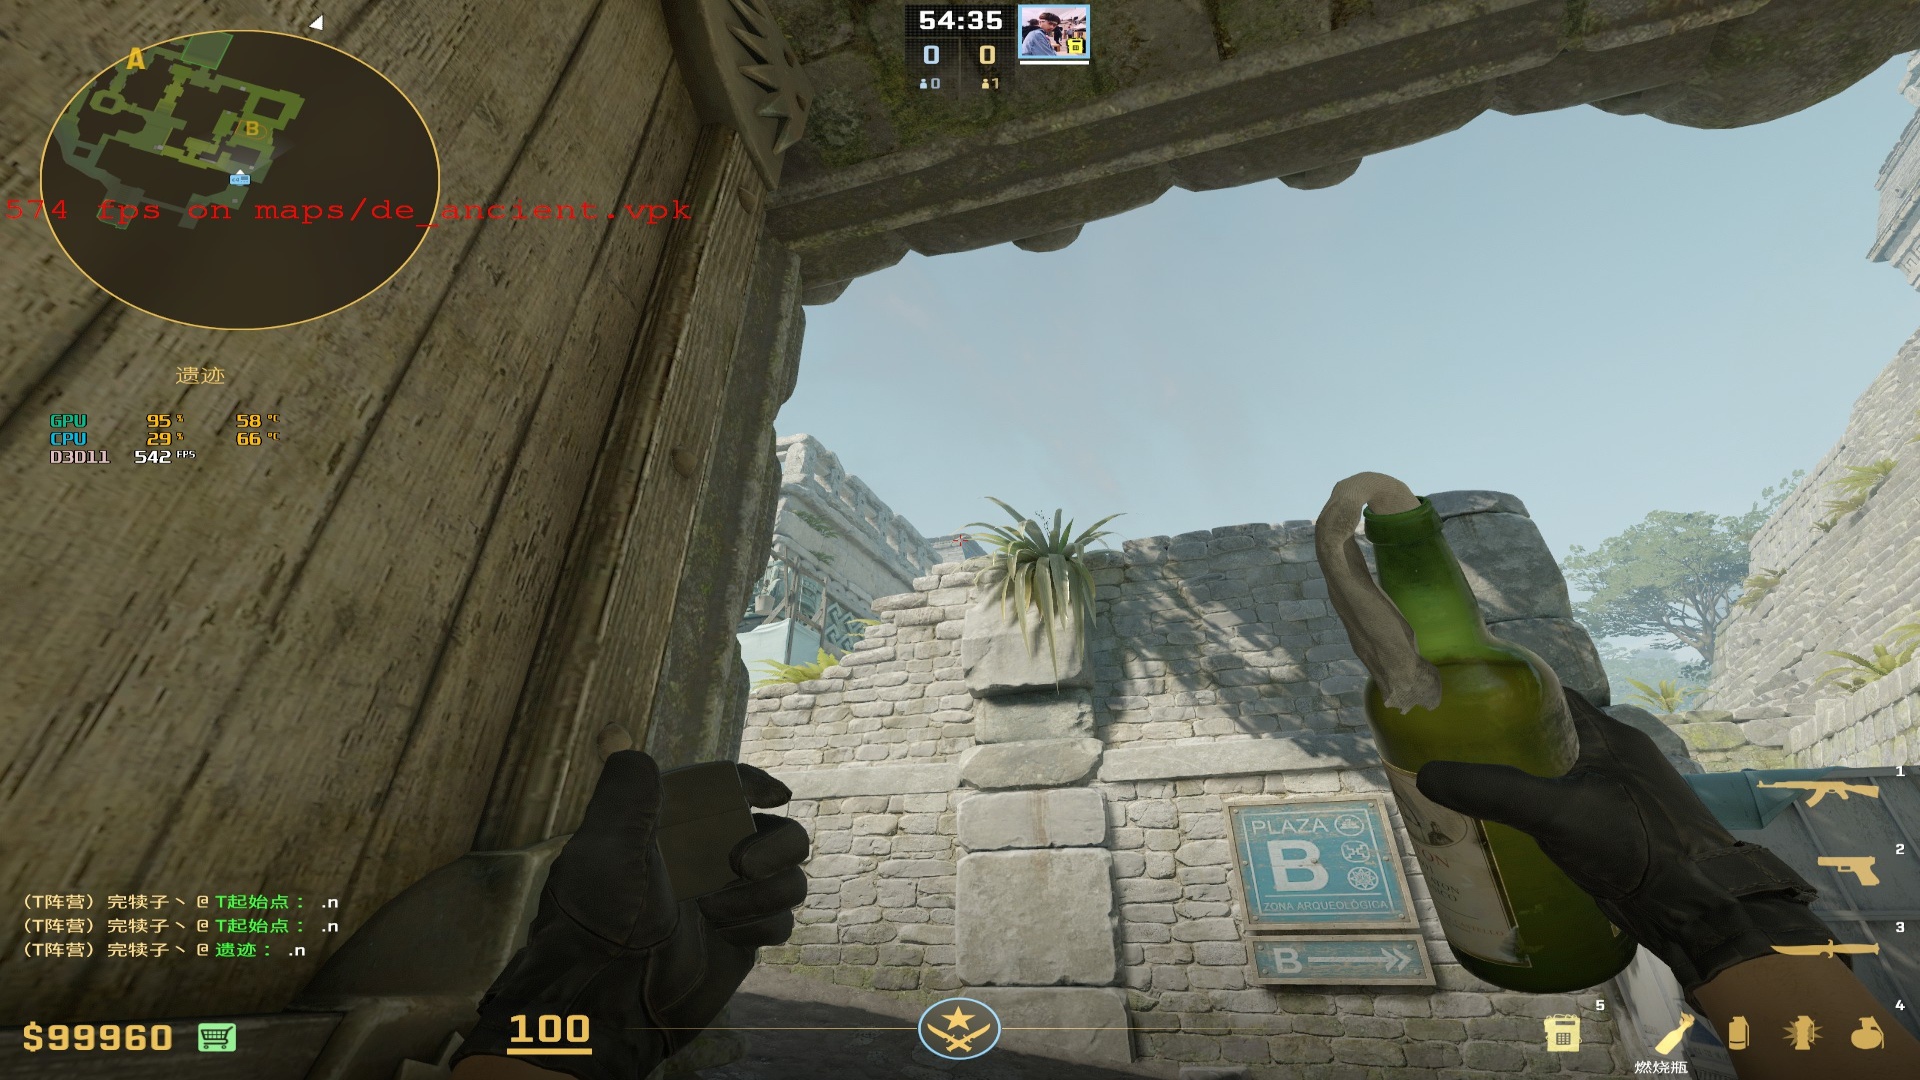 54:35
0 0
0 1
A
B
574 fps on maps/de_ancient.vpk
遗迹
GPU 95 % 58 °C
CPU 29 % 66 °C
D3D11 542 FPS
PLAZA
B
ZONA ARQUEOLÓGICA
B
1
2
3
4
5
(T阵营) 完犊子丶 @ T起始点: .n
(T阵营) 完犊子丶 @ T起始点: .n
(T阵营) 完犊子丶 @ 遗迹: .n
$99960
100
燃烧瓶